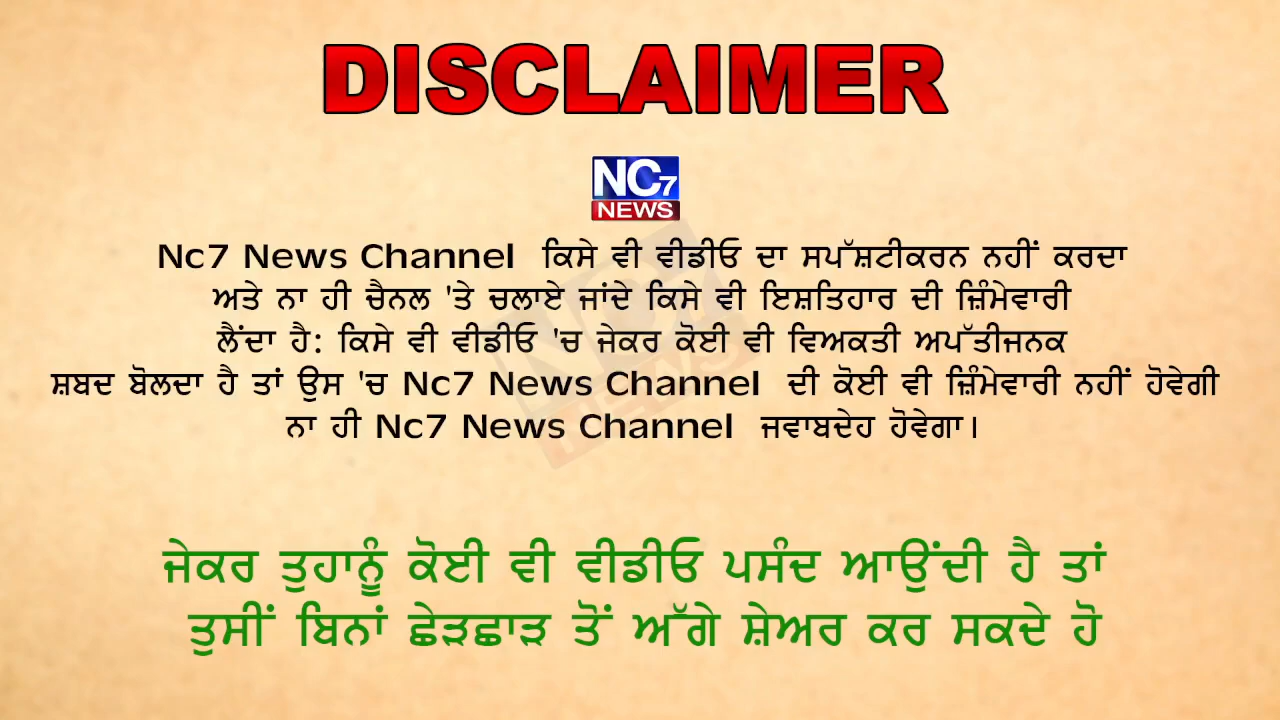 DISCLAIMER
NC7
NEWS
Nc7 News Channel ਕਿਸੇ ਵੀ ਵੀਡੀਓ ਦਾ ਸਪੱਸ਼ਟੀਕਰਨ ਨਹੀਂ ਕਰਦਾ
ਅਤੇ ਨਾ ਹੀ ਚੈਨਲ 'ਤੇ ਚਲਾਏ ਜਾਂਦੇ ਕਿਸੇ ਵੀ ਇਸ਼ਤਿਹਾਰ ਦੀ ਜ਼ਿੰਮੇਵਾਰੀ
ਲੈਂਦਾ ਹੈ: ਕਿਸੇ ਵੀ ਵੀਡੀਓ 'ਚ ਜੇਕਰ ਕੋਈ ਵੀ ਵਿਅਕਤੀ ਅਪੱਤੀਜਨਕ
ਸ਼ਬਦ ਬੋਲਦਾ ਹੈ ਤਾਂ ਉਸ 'ਚ Nc7 News Channel ਦੀ ਕੋਈ ਵੀ ਜ਼ਿੰਮੇਵਾਰੀ ਨਹੀਂ ਹੋਵੇਗੀ
ਨਾ ਹੀ Nc7 News Channel ਜਵਾਬਦੇਹ ਹੋਵੇਗਾ।
ਜੇਕਰ ਤੁਹਾਨੂੰ ਕੋਈ ਵੀ ਵੀਡੀਓ ਪਸੰਦ ਆਉਂਦੀ ਹੈ ਤਾਂ
ਤੁਸੀਂ ਬਿਨਾਂ ਛੇੜਛਾੜ ਤੋਂ ਅੱਗੇ ਸ਼ੇਅਰ ਕਰ ਸਕਦੇ ਹੋ